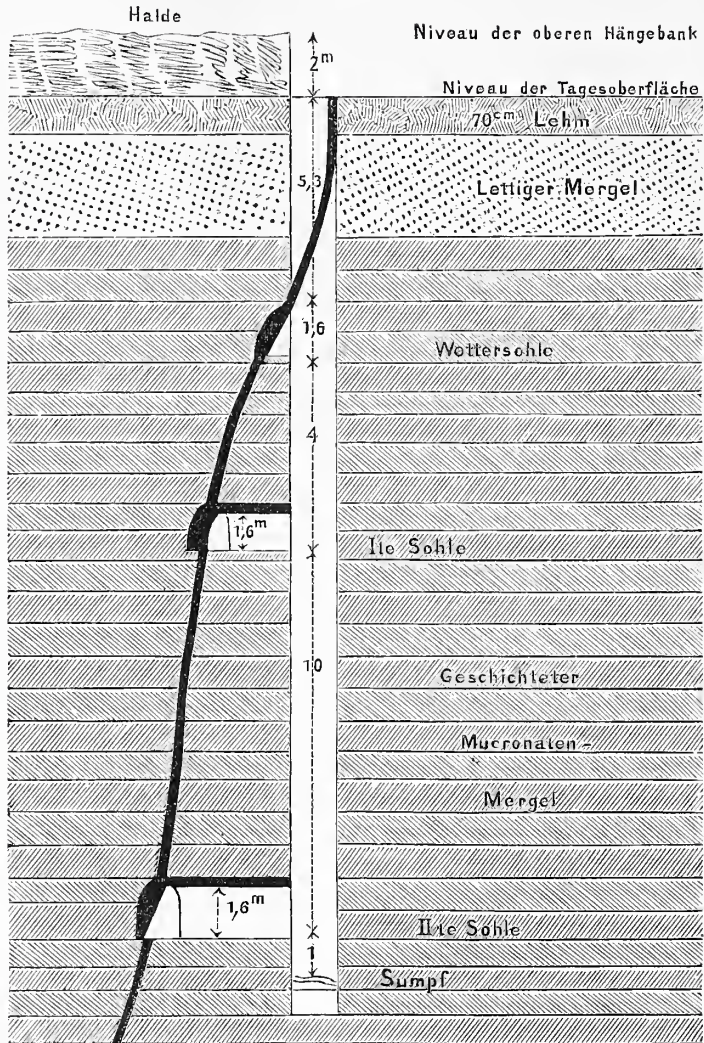 Halde
Niveau der oberen Hängebank
2m
Niveau der Tagesoberfläche
70cm Lehm
5,3
Lettiger Mergel
1,6
Wettersohle
4
1,6m
Ite Sohle
10
Geschichteter
Mucronaten-
Mergel
1,6m
IIte Sohle
1
Sumpf